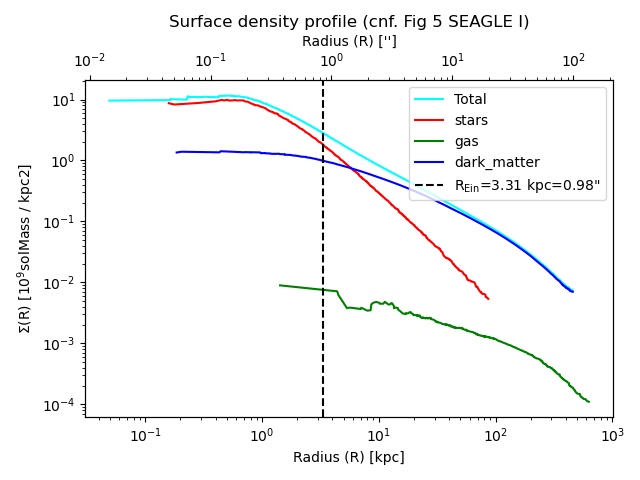 Surface density profile (cnf. Fig 5 SEAGLE I)
Radius (R) ['']
10⁻² 10⁻¹ 10⁰ 10¹ 10²
Σ(R) [10⁹solMass / kpc2]
10¹
10⁰
10⁻¹
10⁻²
10⁻³
10⁻⁴
Total
stars
gas
dark_matter
R_Ein=3.31 kpc=0.98"
10⁻¹ 10⁰ 10¹ 10² 10³
Radius (R) [kpc]